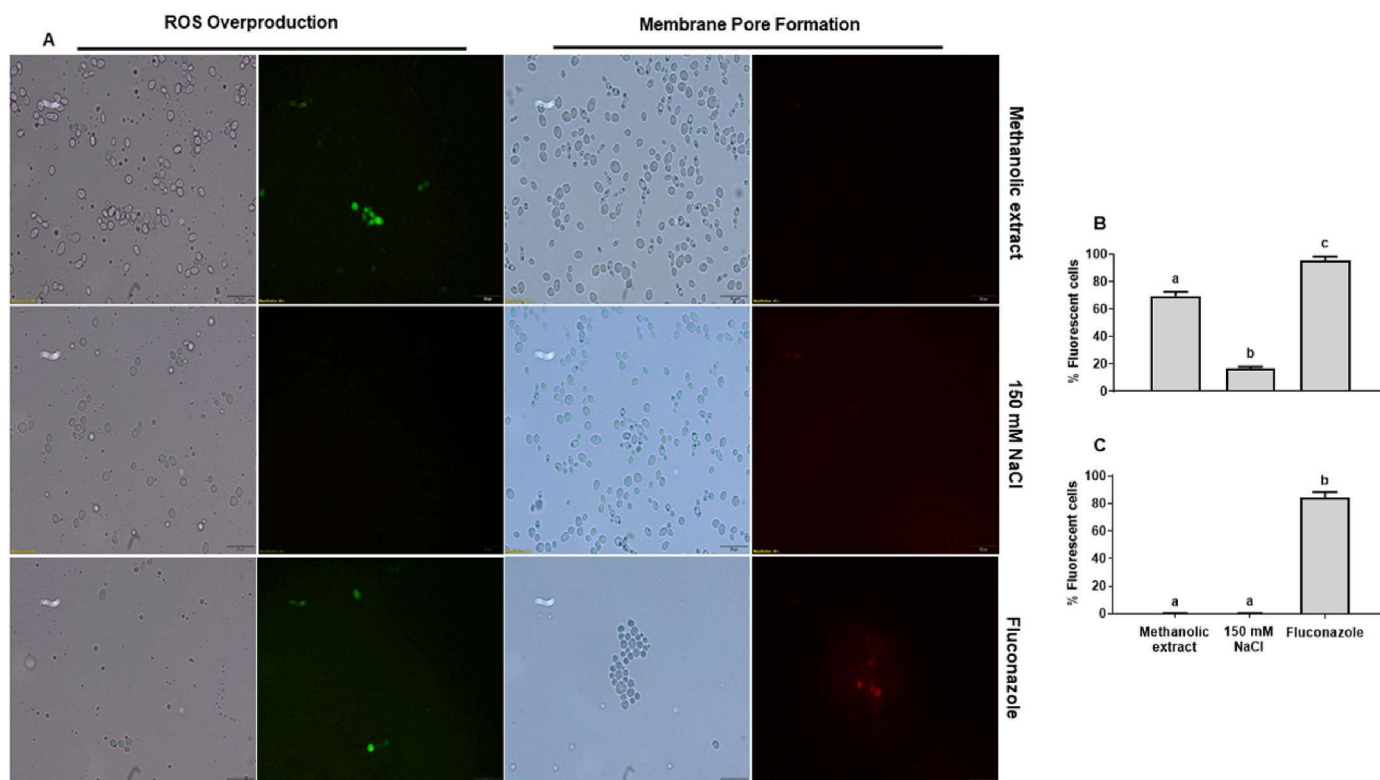 ROS Overproduction
Membrane Pore Formation
A
Methanolic extract
150 mM NaCl
Fluconazole
B
% Fluorescent cells
100
80
60
40
20
0
a
b
c
C
% Fluorescent cells
100
80
60
40
20
0
a
a
b
Methanolic
extract
150 mM
NaCl
Fluconazole